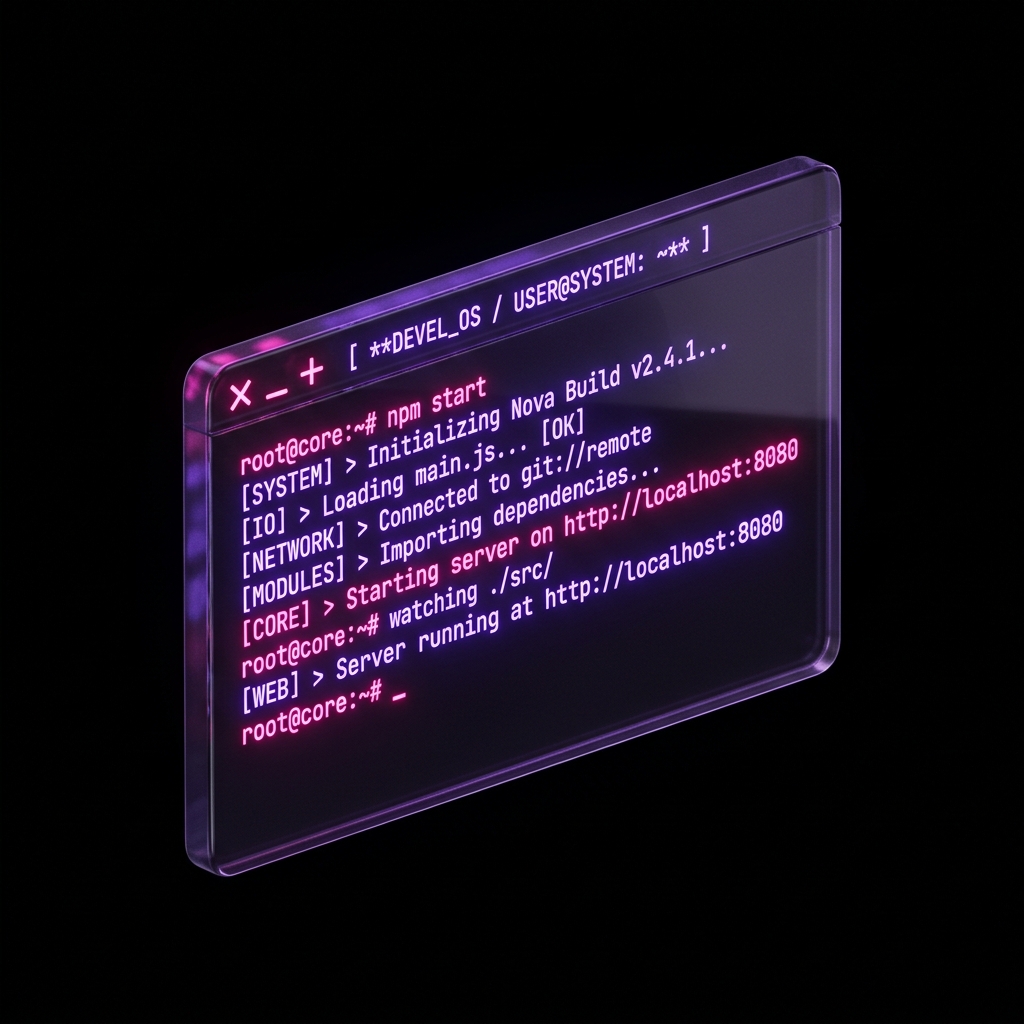 × _ + [ **DEVEL_OS / USER@SYSTEM: ~** ]
root@core:~# npm start
[SYSTEM] > Initializing Nova Build v2.4.1...
[IO] > Loading main.js... [OK]
[NETWORK] > Connected to git://remote
[MODULES] > Importing dependencies...
[CORE] > Starting server on http://localhost:8080
root@core:~# watching ./src/
[WEB] > Server running at http://localhost:8080
root@core:~# _